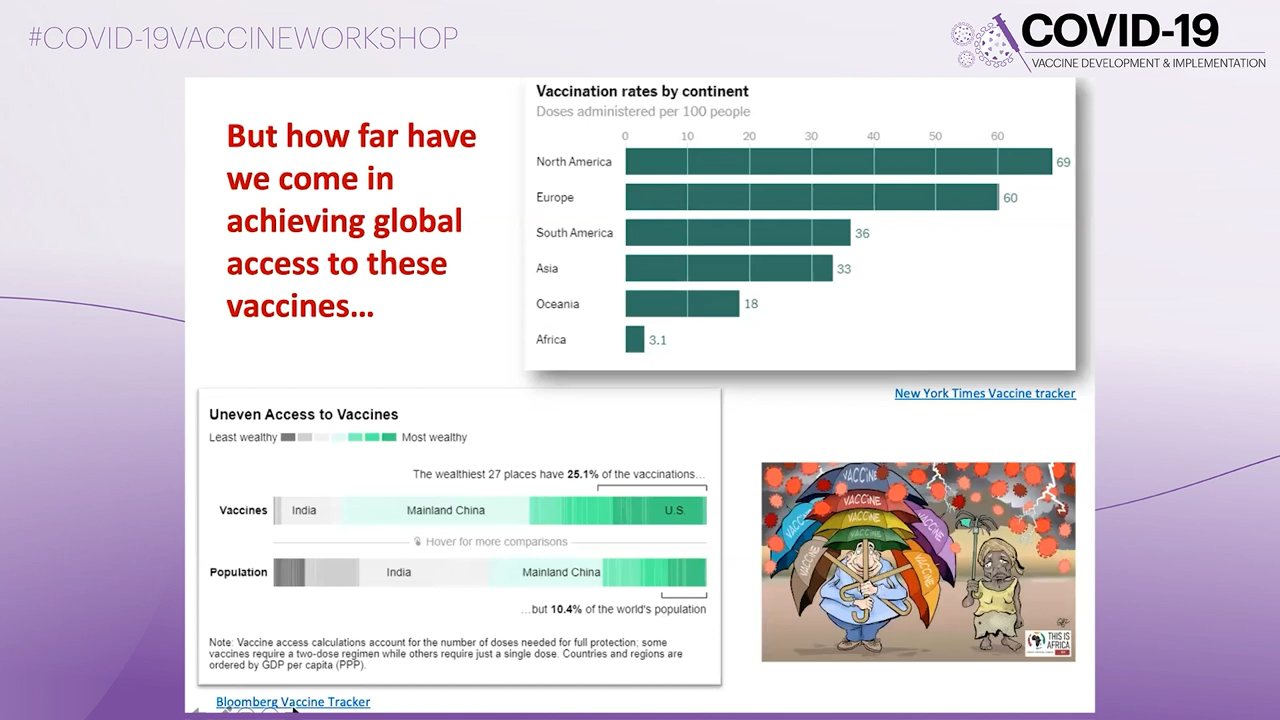 #COVID-19VACCINEWORKSHOP
COVID-19
VACCINE DEVELOPMENT & IMPLEMENTATION
But how far have
we come in
achieving global
access to these
vaccines...
Vaccination rates by continent
Doses administered per 100 people
0 10 20 30 40 50 60
North America 69
Europe 60
South America 36
Asia 33
Oceania 18
Africa 3.1
New York Times Vaccine tracker
Uneven Access to Vaccines
Least wealthy Most wealthy
The wealthiest 27 places have 25.1% of the vaccinations...
Vaccines India Mainland China U.S.
Hover for more comparisons
Population India Mainland China
...but 10.4% of the world's population
Note: Vaccine access calculations account for the number of doses needed for full protection; some
vaccines require a two-dose regimen while others require just a single dose. Countries and regions are
ordered by GDP per capita (PPP).
Bloomberg Vaccine Tracker
VACCINE
VACCINE
VACCINE
VACCINE
VACCINE
VACCINE
VACCINE
THIS IS
AFRICA